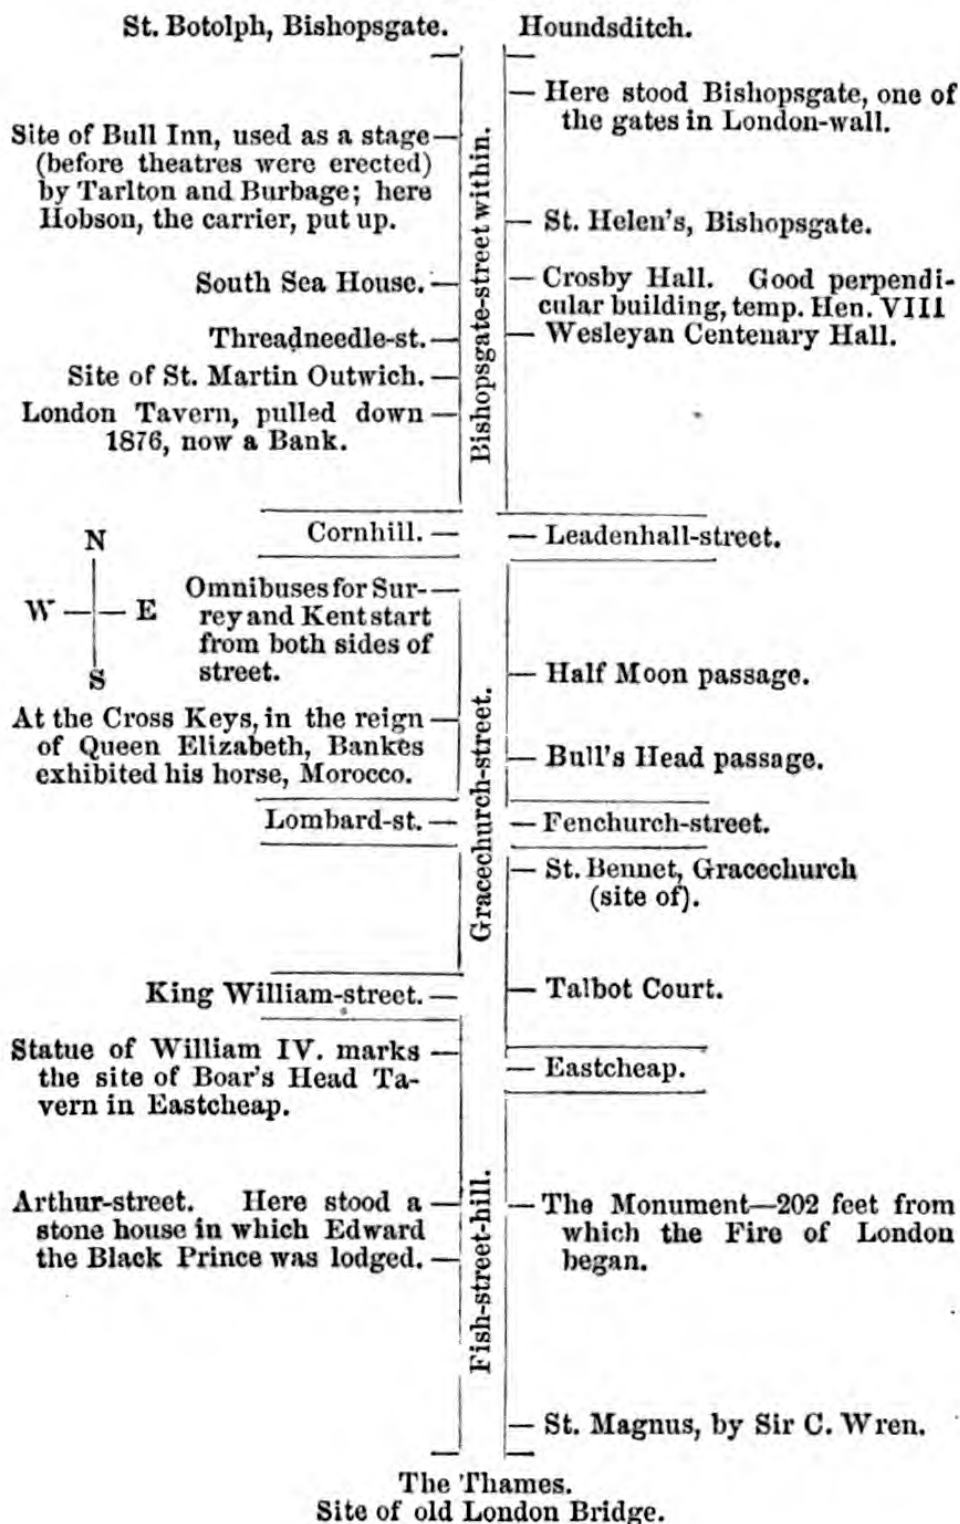 St. Botolph, Bishopsgate.
Houndsditch.
Here stood Bishopsgate, one of
the gates in London-wall.
Site of Bull Inn, used as a stage
(before theatres were erected)
by Tarlton and Burbage; here
Hobson, the carrier, put up.
Bishopsgate-street within.
St. Helen's, Bishopsgate.
South Sea House.
Crosby Hall. Good perpendi-
cular building, temp. Hen. VIII
Threadneedle-st.
Wesleyan Centenary Hall.
Site of St. Martin Outwich.
London Tavern, pulled down
1876, now a Bank.
Cornhill.
Leadenhall-street.
N
W
E
S
Omnibuses for Sur-
rey and Kent start
from both sides of
street.
Half Moon passage.
Gracechurch-street.
At the Cross Keys, in the reign
of Queen Elizabeth, Bankes
exhibited his horse, Morocco.
Bull's Head passage.
Lombard-st.
Fenchurch-street.
St. Bennet, Gracechurch
(site of).
King William-street.
Talbot Court.
Statue of William IV. marks
the site of Boar's Head Ta-
vern in Eastcheap.
Eastcheap.
Fish-street-hill.
Arthur-street. Here stood a
stone house in which Edward
the Black Prince was lodged.
The Monument—202 feet from
which the Fire of London
began.
St. Magnus, by Sir C. Wren.
The Thames.
Site of old London Bridge.